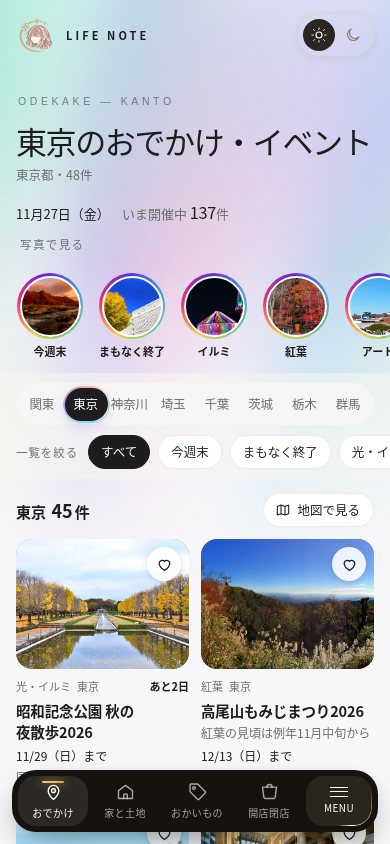 LIFE NOTE
ODEKAKE — KANTO
東京のおでかけ・イベント
東京都・48件
11月27日（金） いま開催中 137件
写真で見る
今週末 まもなく終了 イルミ 紅葉 アート
関東 東京 神奈川 埼玉 千葉 茨城 栃木 群馬
一覧を絞る すべて 今週末 まもなく終了 光・イ
東京 45件 地図で見る
光・イルミ 東京 あと2日
昭和記念公園 秋の
夜散歩2026
11/29（日）まで
紅葉 東京
高尾山もみじまつり2026
紅葉の見頃は例年11月中旬から
12/13（日）まで
おでかけ 家と土地 おかいもの 開店閉店 MENU